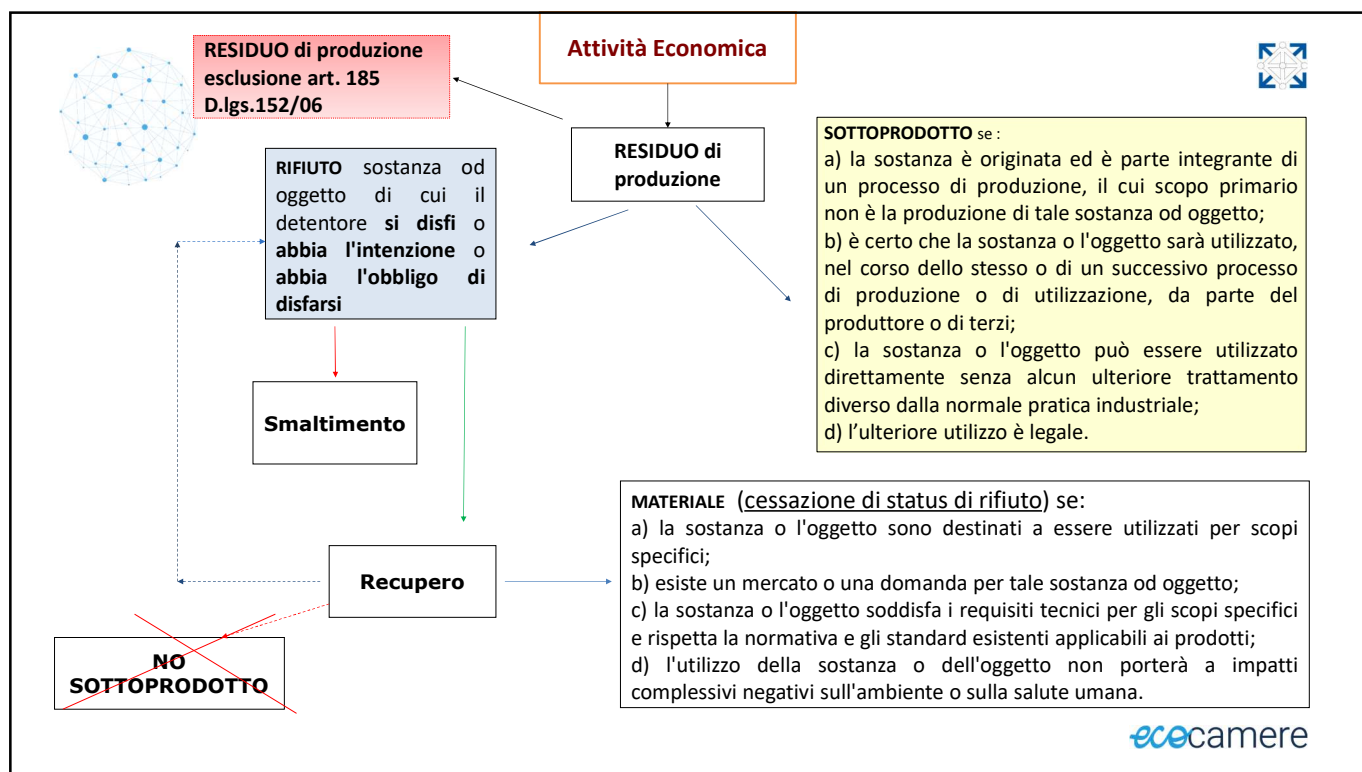 Attività Economica
RESIDUO di produzione
esclusione art. 185
D.lgs.152/06
RESIDUO di
produzione
RIFIUTO sostanza od
oggetto di cui il
detentore si disfi o
abbia l'intenzione o
abbia l'obbligo di
disfarsi
SOTTOPRODOTTO se :
a) la sostanza è originata ed è parte integrante di
un processo di produzione, il cui scopo primario
non è la produzione di tale sostanza od oggetto;
b) è certo che la sostanza o l'oggetto sarà utilizzato,
nel corso dello stesso o di un successivo processo
di produzione o di utilizzazione, da parte del
produttore o di terzi;
c) la sostanza o l'oggetto può essere utilizzato
direttamente senza alcun ulteriore trattamento
diverso dalla normale pratica industriale;
d) l’ulteriore utilizzo è legale.
Smaltimento
Recupero
NO
SOTTOPRODOTTO
MATERIALE (cessazione di status di rifiuto) se:
a) la sostanza o l'oggetto sono destinati a essere utilizzati per scopi
specifici;
b) esiste un mercato o una domanda per tale sostanza od oggetto;
c) la sostanza o l'oggetto soddisfa i requisiti tecnici per gli scopi specifici
e rispetta la normativa e gli standard esistenti applicabili ai prodotti;
d) l'utilizzo della sostanza o dell'oggetto non porterà a impatti
complessivi negativi sull'ambiente o sulla salute umana.
ecocamere